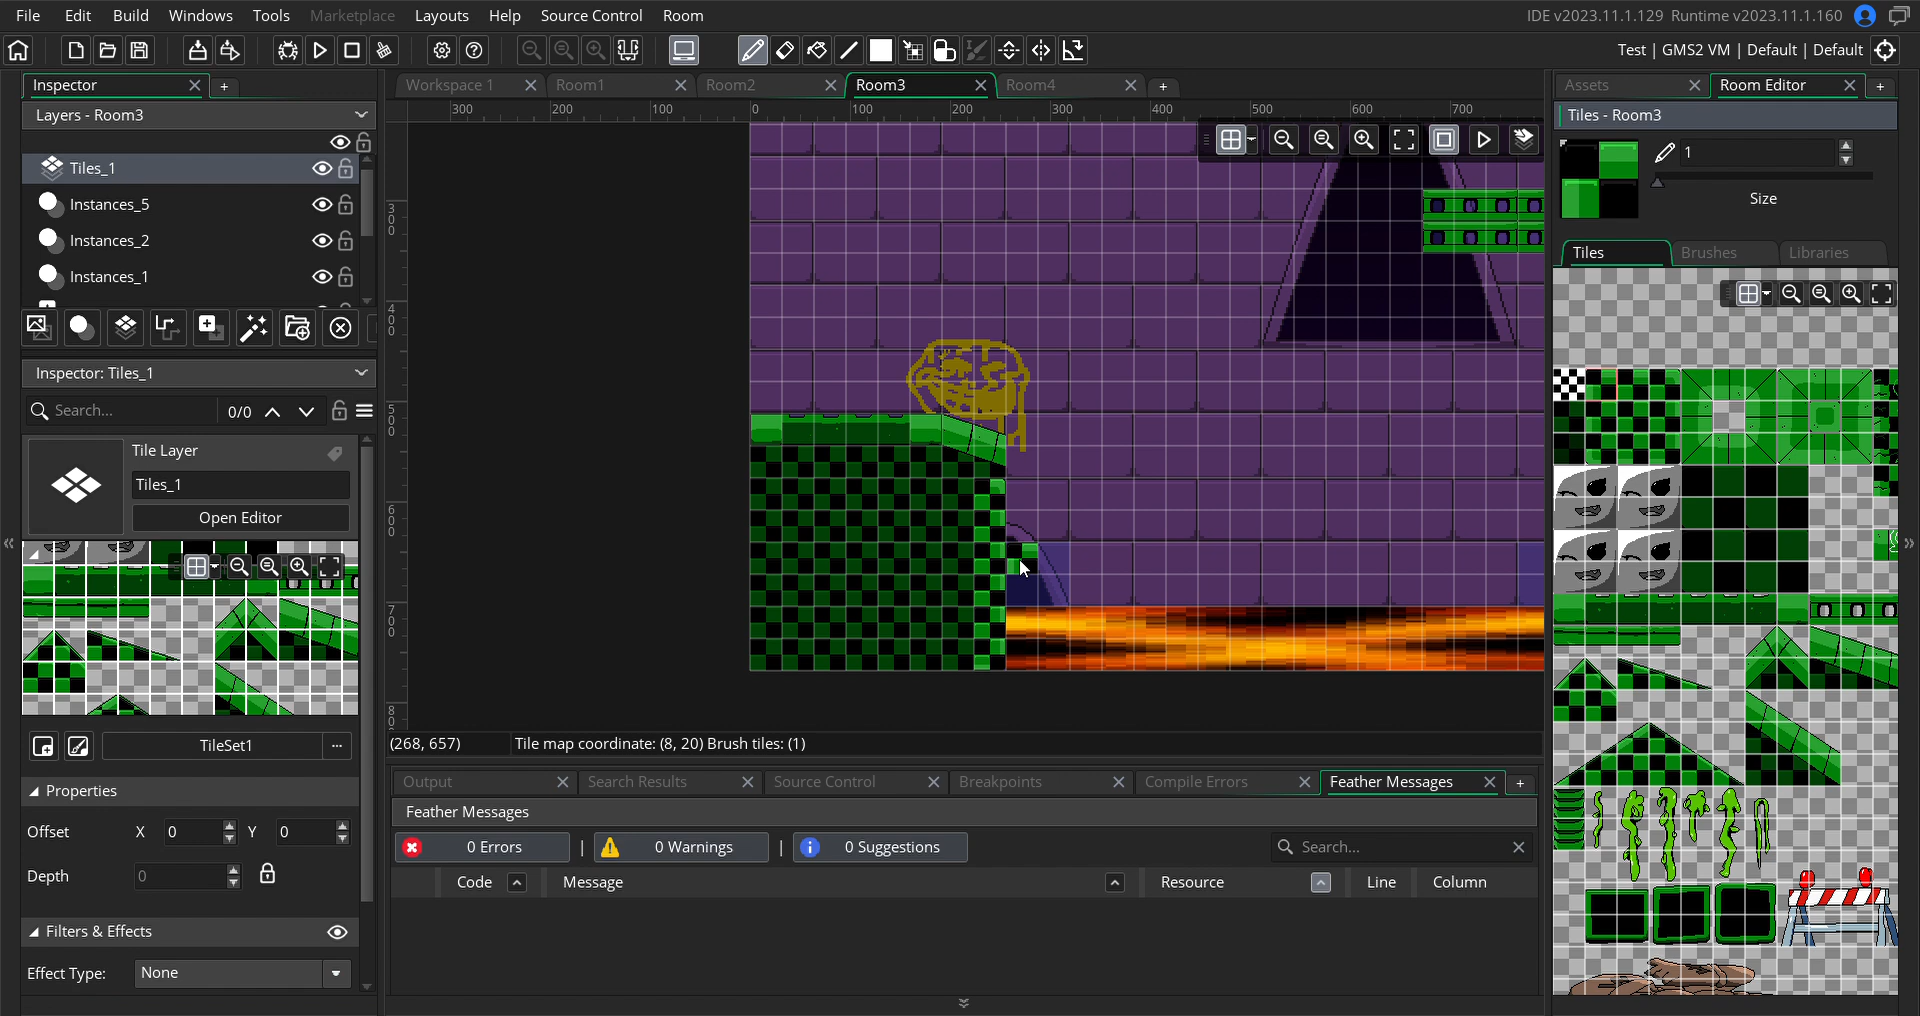 File Edit Build Windows Tools Marketplace Layouts Help Source Control Room IDE v2023.11.1.129 Runtime v2023.11.1.160
Test | GMS2 VM | Default | Default
Inspector
Workspace 1 Room1 Room2 Room3 Room4
Assets Room Editor
Layers - Room3
300 200 100 0 100 200 300 400 500 600 700
Tiles - Room3
Tiles_1
1
Instances_5
Size
Instances_2
300
Instances_1
Tiles Brushes Libraries
400
Inspector: Tiles_1
Search... 0/0
500
Tile Layer
Tiles_1
Open Editor
600
700
800
TileSet1
(268, 657) Tile map coordinate: (8, 20) Brush tiles: (1)
Output Search Results Source Control Breakpoints Compile Errors Feather Messages
Properties
Feather Messages
Offset X 0 Y 0
0 Errors | 0 Warnings | 0 Suggestions Search...
Depth 0
Code Message Resource Line Column
Filters & Effects
Effect Type: None